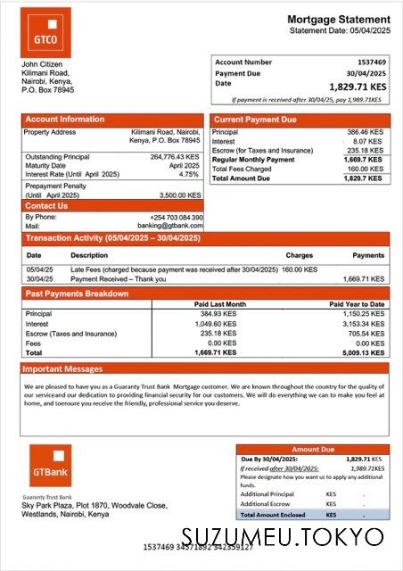 GTCO
Mortgage Statement
Statement Date: 05/04/2025
John Citizen
Kilimani Road,
Nairobi, Kenya,
P.O. Box 78945
Account Number 1537469
Payment Due 30/04/2025
Date 1,829.71 KES
If payment is received after 30/04/25, pay 1,989.71KES
Account Information
Property Address Kilimani Road, Nairobi,
Kenya, P.O. Box 78945
Outstanding Principal 264,776.43 KES
Maturity Date April 2025
Interest Rate (Until April 2025) 4.75%
Prepayment Penalty
(Until April 2025) 3,500.00 KES
Contact Us
By Phone: +254 703 084 390
Mail: banking@gtbank.com
Current Payment Due
Principal 386.46 KES
Interest 8.07 KES
Escrow (for Taxes and Insurance) 235.18 KES
Regular Monthly Payment 1,669.7 KES
Total Fees Charged 160.00 KES
Total Amount Due 1,829.7 KES
Transaction Activity (05/04/2025 – 30/04/2025)
Date Description Charges Payments
05/04/25 Late Fees (charged because payment was received after 30/04/2025) 160.00 KES
30/04/25 Payment Received – Thank you 1,669.71 KES
Past Payments Breakdown
Paid Last Month Paid Year to Date
Principal 384.93 KES 1,150.25 KES
Interest 1,049.60 KES 3,153.34 KES
Escrow (Taxes and Insurance) 235.18 KES 705.54 KES
Fees 0.00 KES 0.00 KES
Total 1,669.71 KES 5,009.13 KES
Important Messages
We are pleased to have you as a Guaranty Trust Bank Mortgage customer. We are known throughout the country for the quality of
our serviceand our dedication to providing financial security for our customers. We will do everything we can to make you feel at
home, and toensure you receive the friendly, professional service you deserve.
GTBank
Guaranty Trust Bank
Sky Park Plaza, Plot 1870, Woodvale Close,
Westlands, Nairobi, Kenya
Amount Due
Due By 30/04/2025: 1,829.71 KES
If received after 30/04/2025: 1,989.71KES
Please designate how you want us to apply any additional
funds.
Additional Principal KES -
Additional Escrow KES -
Total Amount Enclosed KES -
SUZUMEU.TOKYO
1537469 34571892 342359127